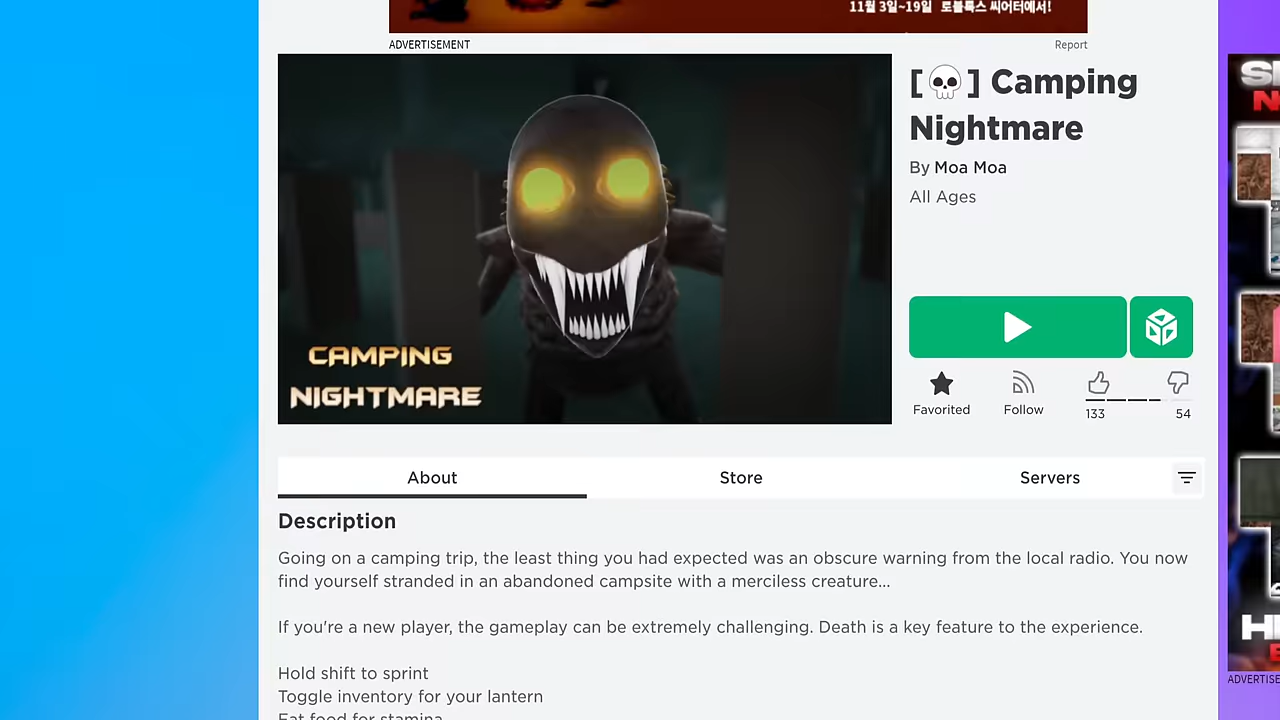 11월 3일~19일 로블록스 씨어터에서!
ADVERTISEMENT
Report
CAMPING
NIGHTMARE
[💀] Camping
Nightmare
By Moa Moa
All Ages
Favorited
Follow
133
54
About
Store
Servers
Description
Going on a camping trip, the least thing you had expected was an obscure warning from the local radio. You now
find yourself stranded in an abandoned campsite with a merciless creature...
If you're a new player, the gameplay can be extremely challenging. Death is a key feature to the experience.
Hold shift to sprint
Toggle inventory for your lantern
Eat food for stamina
ADVERTISE